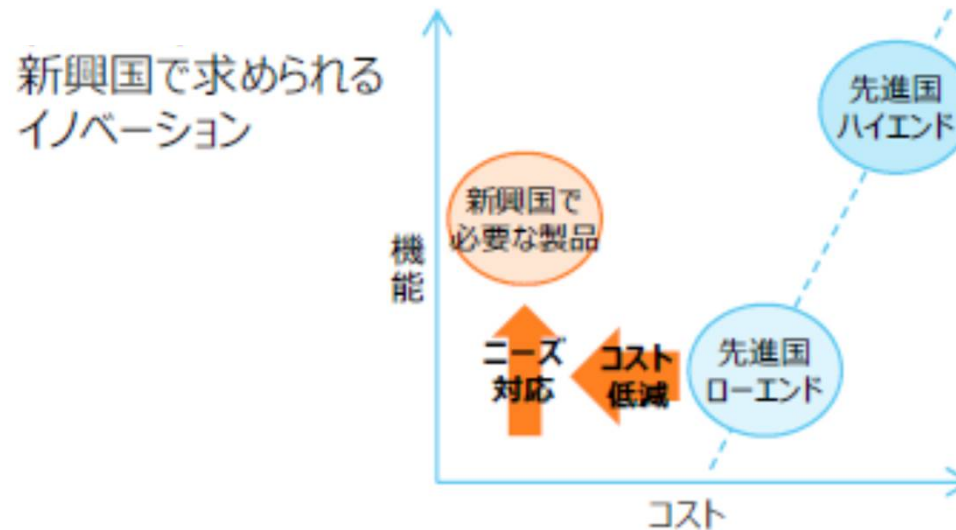 新興国で求められる
イノベーション
先進国
ハイエンド
新興国で
必要な製品
機能
ニーズ
対応
コスト
低減
先進国
ローエンド
コスト